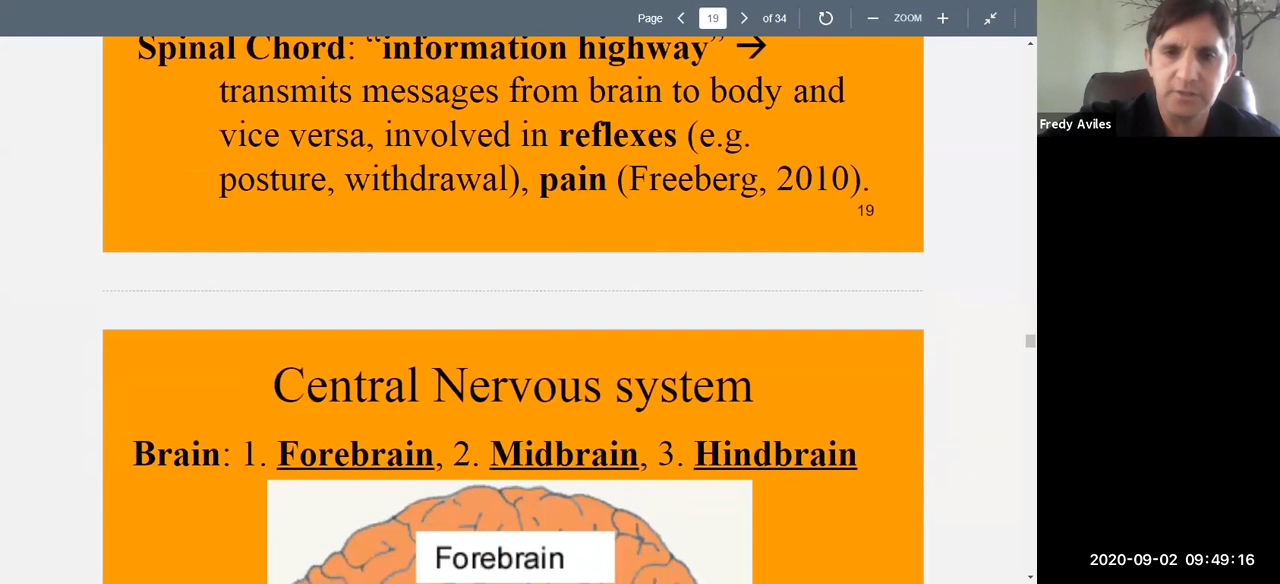 Page 19 of 34 ZOOM
Spinal Chord: “information highway” →
transmits messages from brain to body and
vice versa, involved in reflexes (e.g.
posture, withdrawal), pain (Freeberg, 2010).
19
Central Nervous system
Brain: 1. Forebrain, 2. Midbrain, 3. Hindbrain
Forebrain
Fredy Aviles
2020-09-02 09:49:16